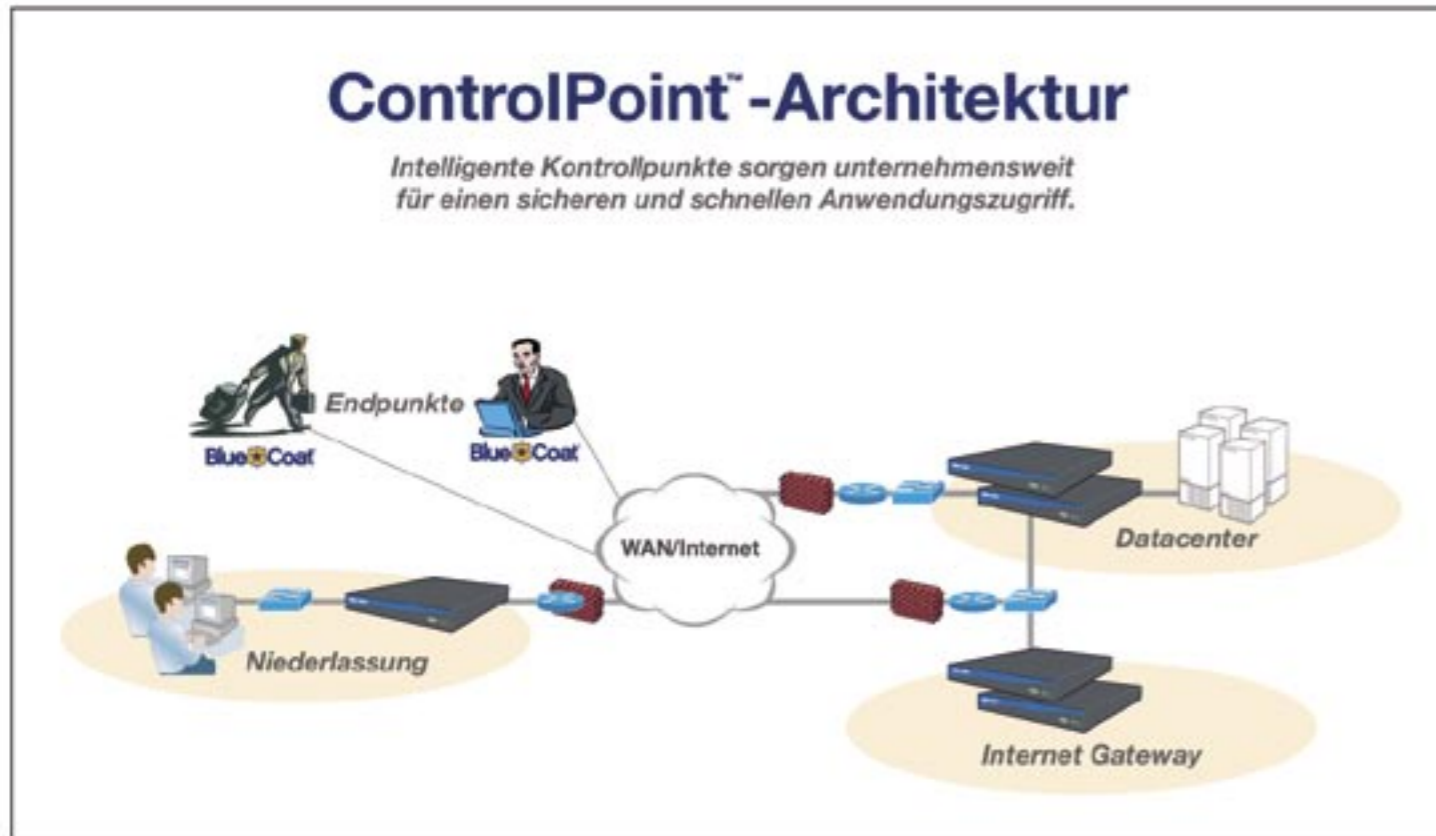 ControlPoint™-Architektur
Intelligente Kontrollpunkte sorgen unternehmensweit
für einen sicheren und schnellen Anwendungszugriff.
Endpunkte
Blue Coat
Blue Coat
WAN/Internet
Datacenter
Niederlassung
Internet Gateway